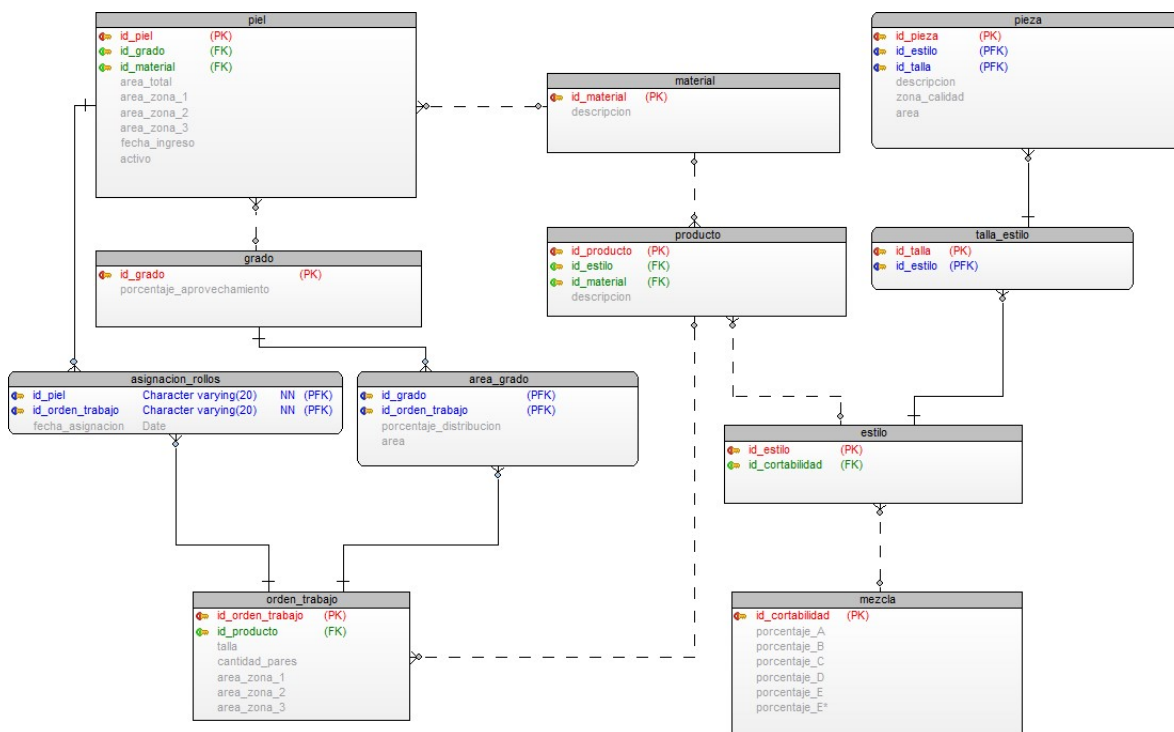 piel
id_piel (PK)
id_grado (FK)
id_material (FK)
area_total
area_zona_1
area_zona_2
area_zona_3
fecha_ingreso
activo
pieza
id_pieza (PK)
id_estilo (PFK)
id_talla (PFK)
descripcion
zona_calidad
area
material
id_material (PK)
descripcion
grado
id_grado (PK)
porcentaje_aprovechamiento
producto
id_producto (PK)
id_estilo (FK)
id_material (FK)
descripcion
talla_estilo
id_talla (PK)
id_estilo (PFK)
asignacion_rollos
id_piel Character varying(20) NN (PFK)
id_orden_trabajo Character varying(20) NN (PFK)
fecha_asignacion Date
area_grado
id_grado (PFK)
id_orden_trabajo (PFK)
porcentaje_distribucion
area
estilo
id_estilo (PK)
id_cortabilidad (FK)
orden_trabajo
id_orden_trabajo (PK)
id_producto (FK)
talla
cantidad_pares
area_zona_1
area_zona_2
area_zona_3
mezcla
id_cortabilidad (PK)
porcentaje_A
porcentaje_B
porcentaje_C
porcentaje_D
porcentaje_E
porcentaje_E*